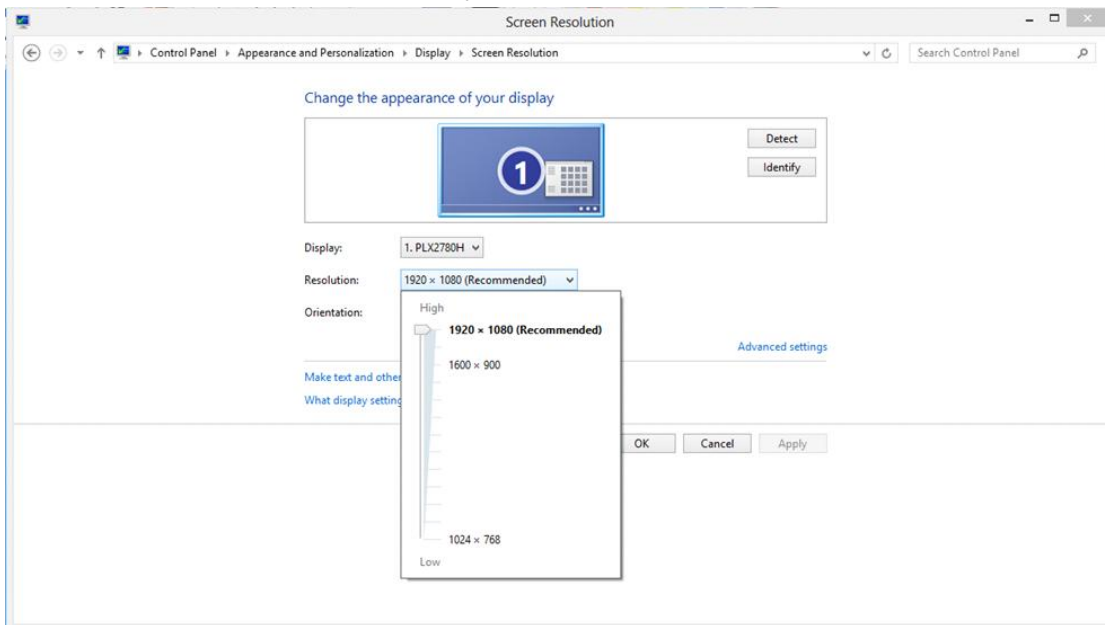 Screen Resolution
Control Panel Appearance and Personalization Display Screen Resolution
Search Control Panel
Change the appearance of your display
1
Detect
Identify
Display: 1. PLX2780H
Resolution: 1920 × 1080 (Recommended)
Orientation:
High
1920 × 1080 (Recommended)
1600 × 900
1024 × 768
Low
Advanced settings
Make text and other
What display setting
OK Cancel Apply